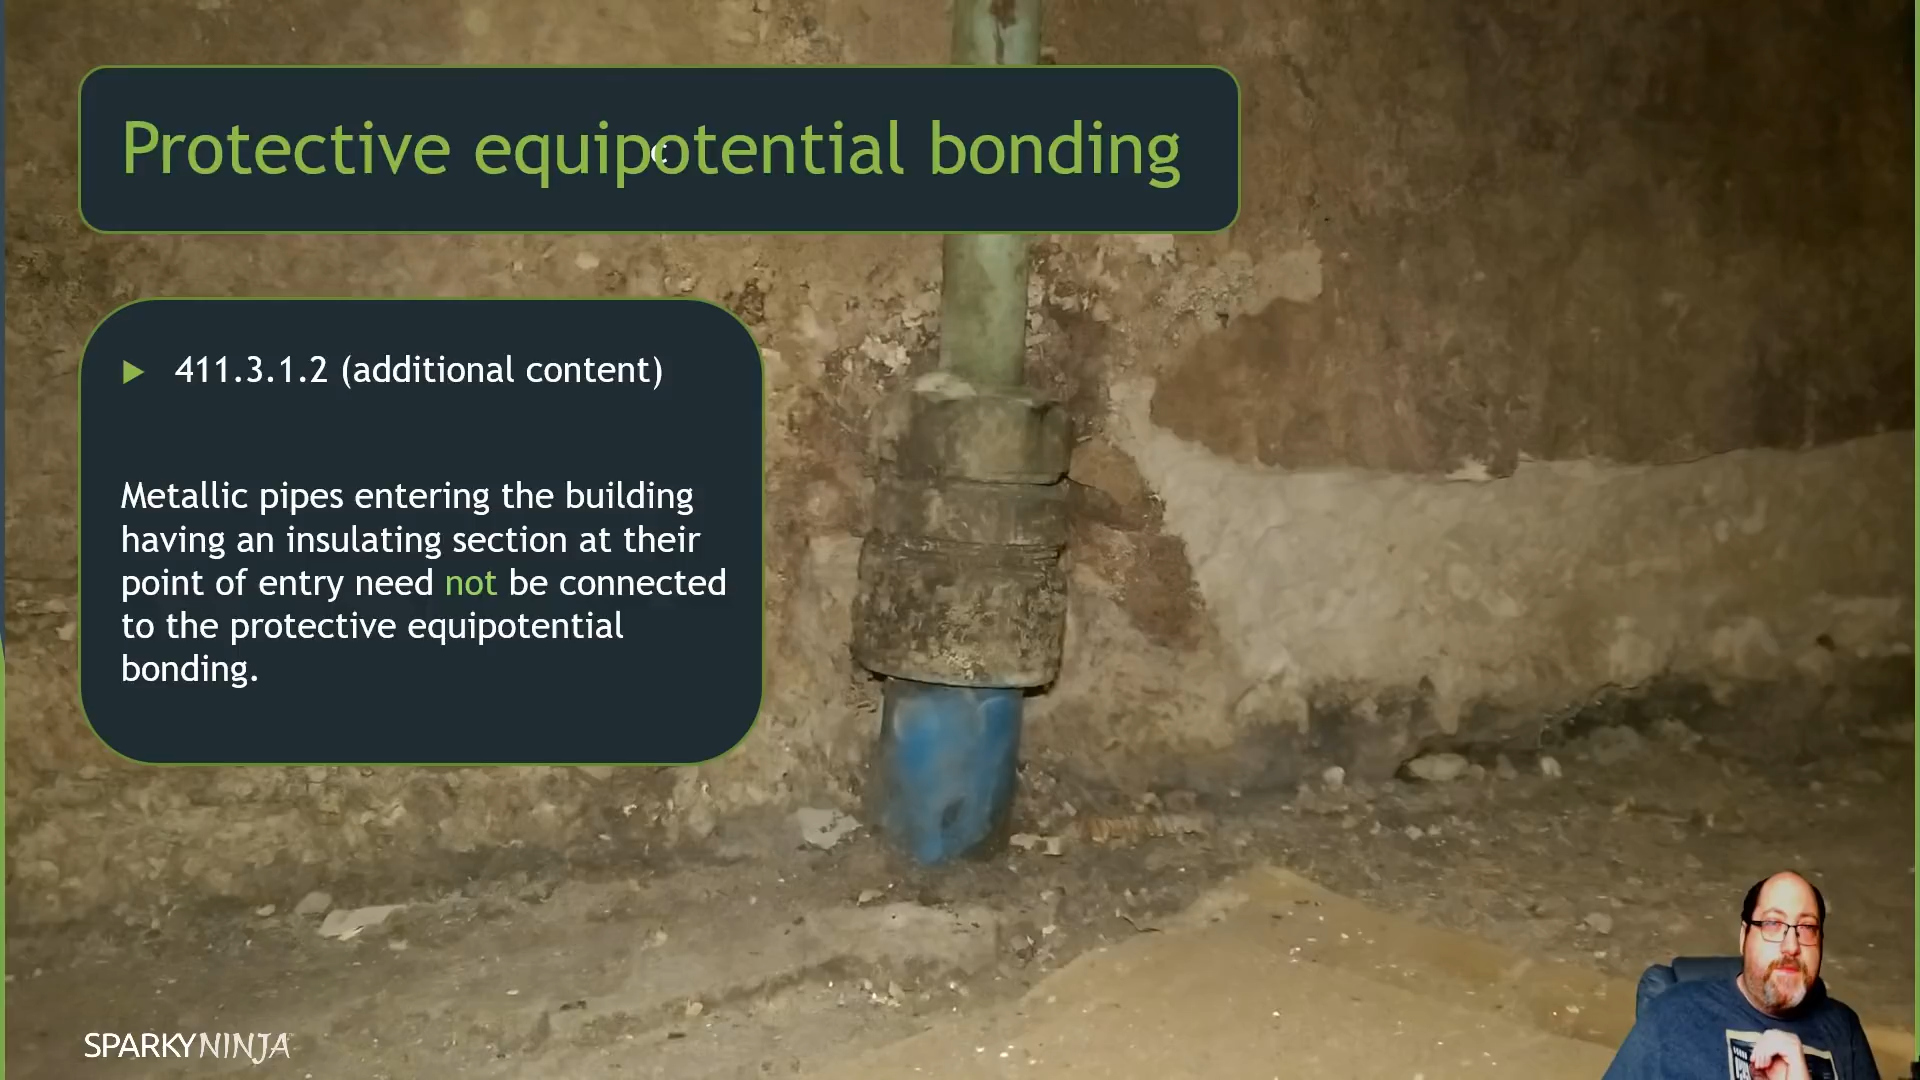 Protective equipotential bonding
411.3.1.2 (additional content)
Metallic pipes entering the building
having an insulating section at their
point of entry need not be connected
to the protective equipotential
bonding.
SPARKYNINJA